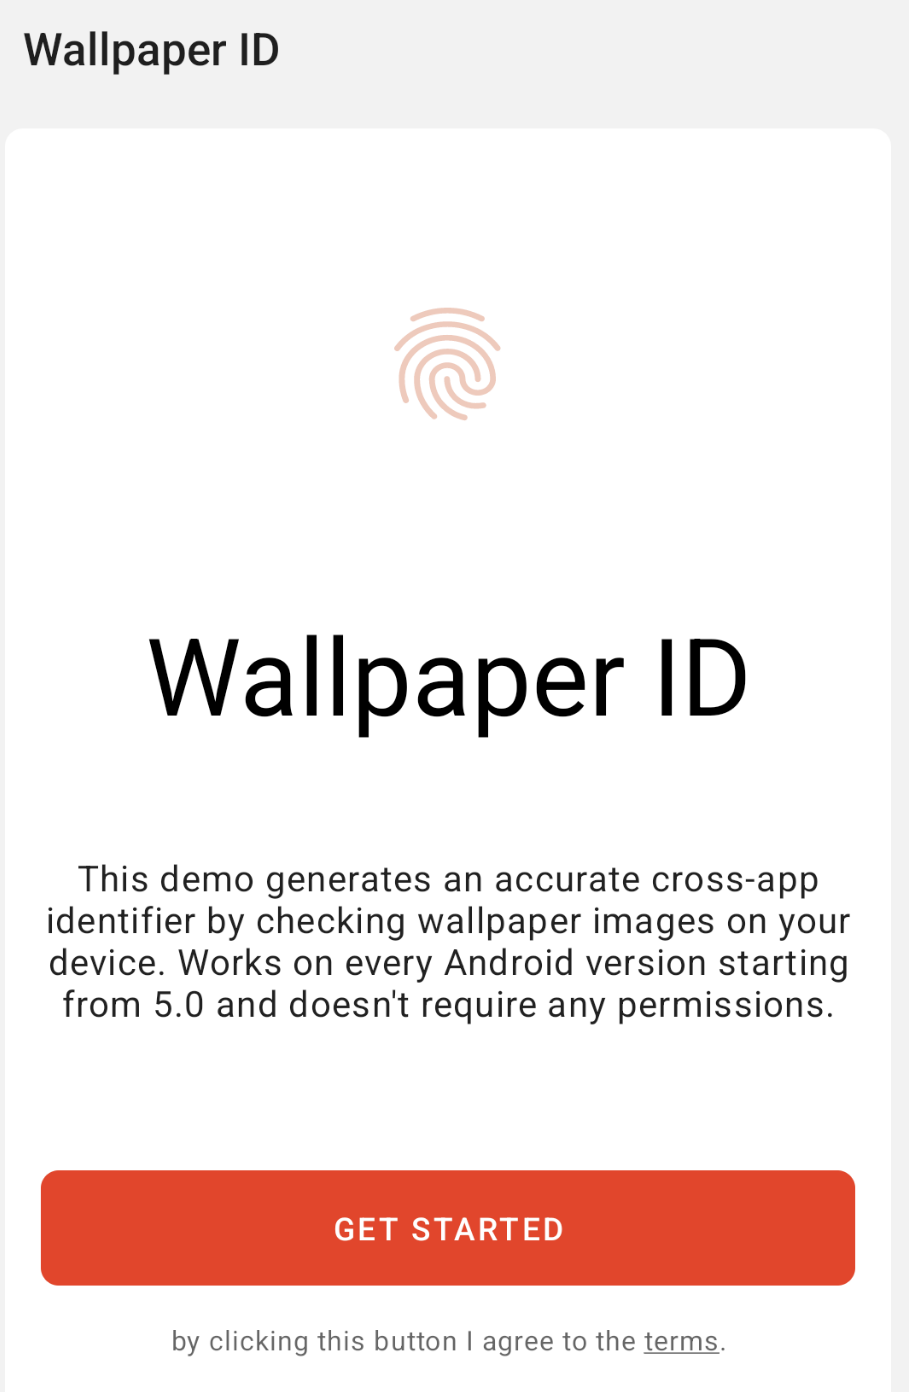 Wallpaper ID
Wallpaper ID
This demo generates an accurate cross-app
identifier by checking wallpaper images on your
device. Works on every Android version starting
from 5.0 and doesn't require any permissions.
GET STARTED
by clicking this button I agree to the terms.